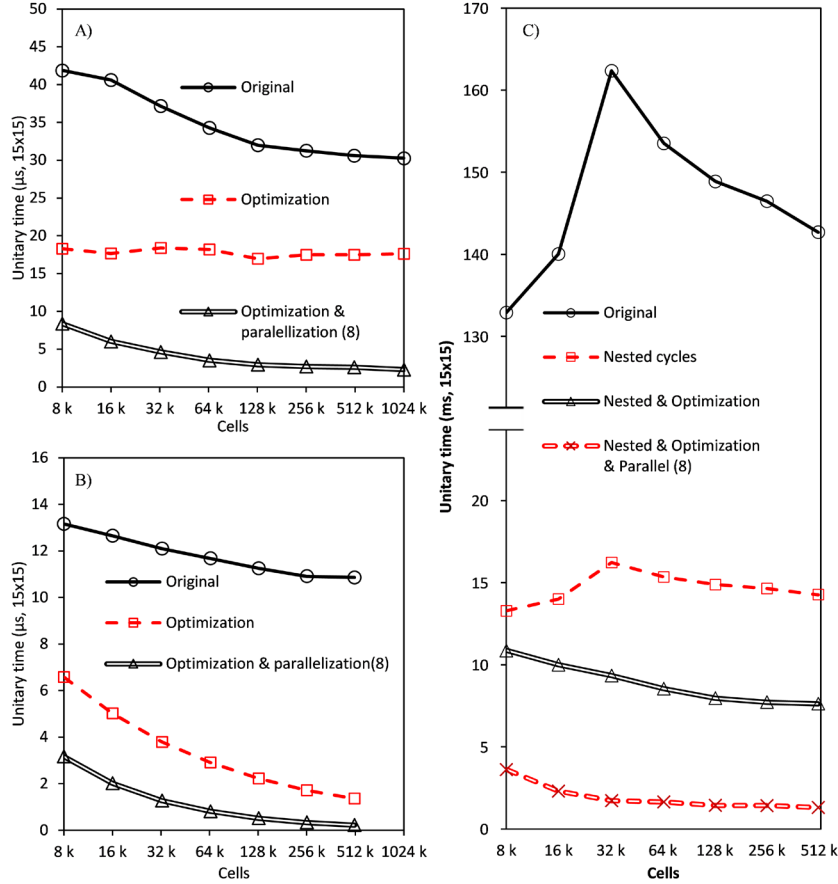 A)
50
45
40
35
30
25
20
15
10
5
0
Unitary time (µs, 15x15)
Original
Optimization
Optimization &
paralellization (8)
8 k 16 k 32 k 64 k 128 k 256 k 512 k 1024 k
Cells
B)
16
14
12
10
8
6
4
2
0
Unitary time (µs, 15x15)
Original
Optimization
Optimization & parallelization(8)
8 k 16 k 32 k 64 k 128 k 256 k 512 k 1024 k
Cells
C)
170
160
150
140
130
20
15
10
5
0
Unitary time (ms, 15x15)
Original
Nested cycles
Nested & Optimization
Nested & Optimization
& Parallel (8)
8 k 16 k 32 k 64 k 128 k 256 k 512 k
Cells